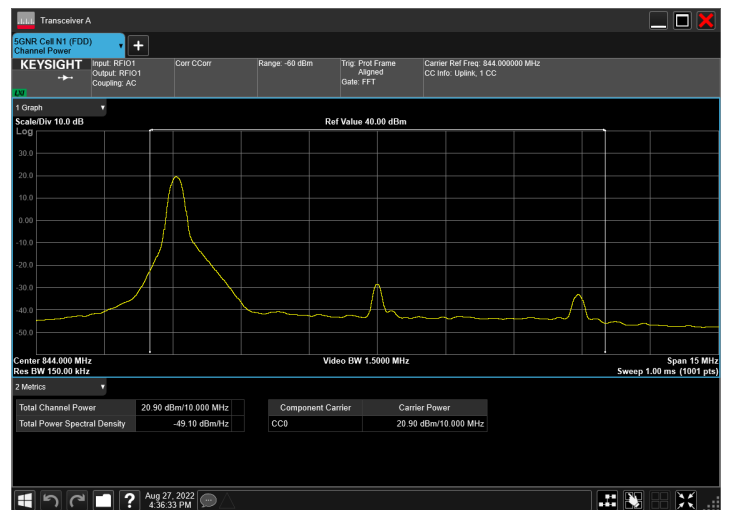 Transceiver A
5GNR Cell N1 (FDD)
Channel Power
KEYSIGHT
LXI
Input: RFIO1
Output: RFIO1
Coupling: AC
Corr CCorr
Range: -60 dBm
Trig: Prot Frame
Aligned
Gate: FFT
Carrier Ref Freq: 844.000000 MHz
CC Info: Uplink, 1 CC
1 Graph
Scale/Div 10.0 dB
Ref Value 40.00 dBm
Log
30.0
20.0
10.0
0.00
-10.0
-20.0
-30.0
-40.0
-50.0
Center 844.000 MHz
Video BW 1.5000 MHz
Span 15 MHz
Res BW 150.00 kHz
Sweep 1.00 ms (1001 pts)
2 Metrics
Total Channel Power 20.90 dBm/10.000 MHz
Total Power Spectral Density -49.10 dBm/Hz
Component Carrier Carrier Power
CC0 20.90 dBm/10.000 MHz
?
Aug 27, 2022
4:36:33 PM